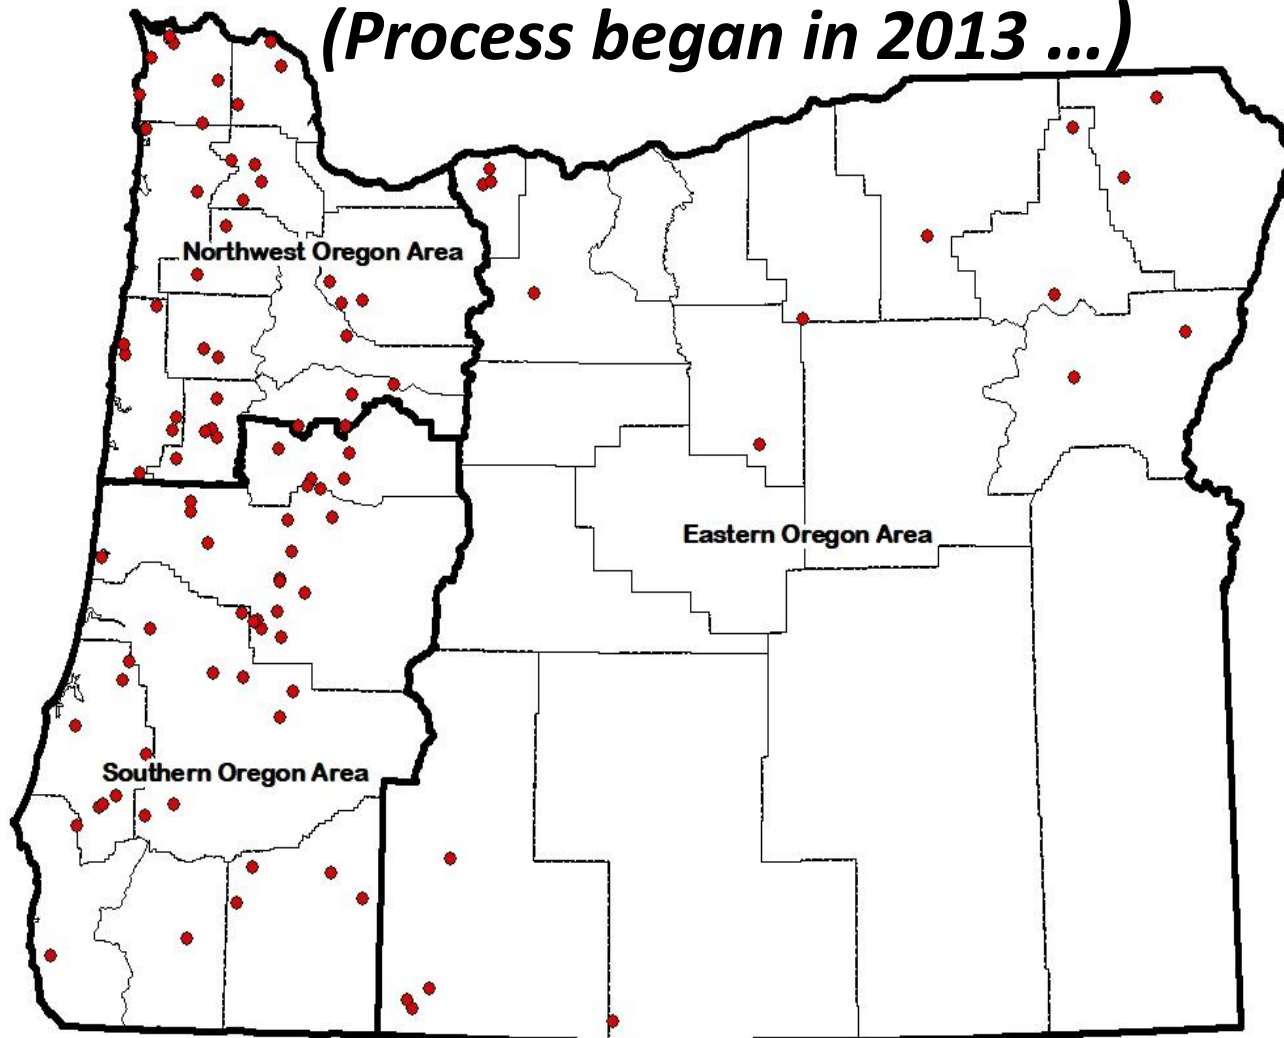 (Process began in 2013 ...)
Northwest Oregon Area
Eastern Oregon Area
Southern Oregon Area